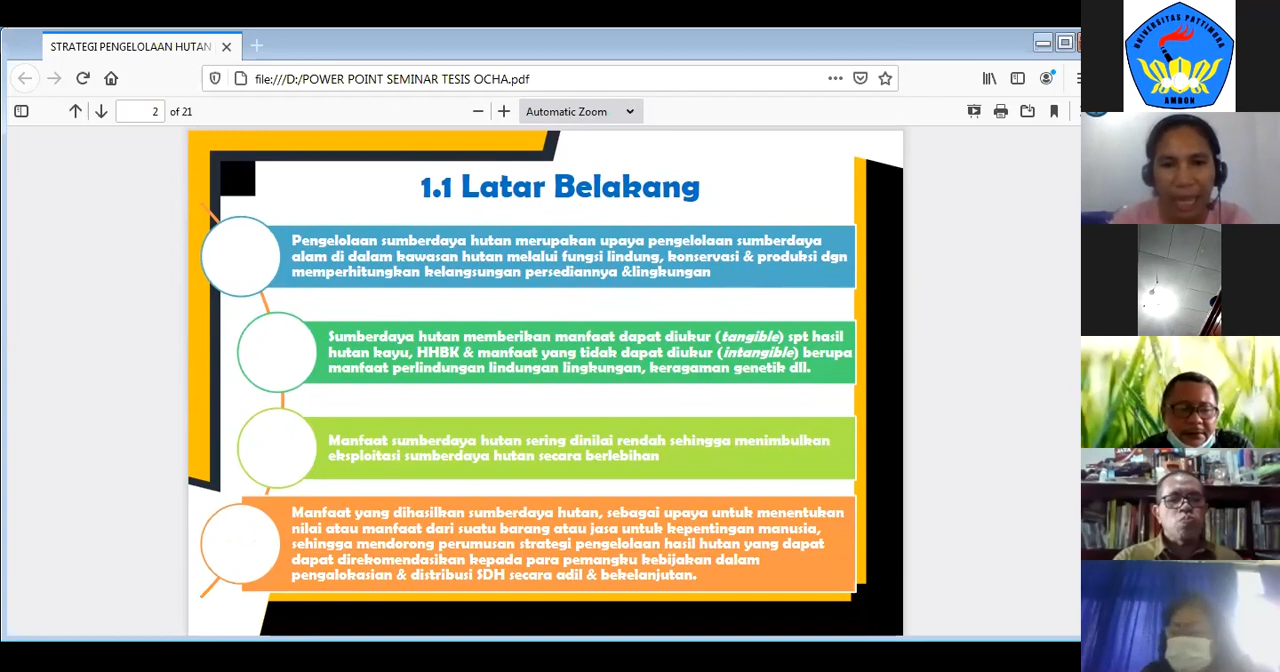 STRATEGI PENGELOLAAN HUTAN
file:///D:/POWER POINT SEMINAR TESIS OCHA.pdf
2 of 21
Automatic Zoom
1.1 Latar Belakang
Pengelolaan sumberdaya hutan merupakan upaya pengelolaan sumberdaya
alam di dalam kawasan hutan melalui fungsi lindung, konservasi & produksi dgn
memperhitungkan kelangsungan persediannya &lingkungan
Sumberdaya hutan memberikan manfaat dapat diukur (tangible) spt hasil
hutan kayu, HHBK & manfaat yang tidak dapat diukur (intangible) berupa
manfaat perlindungan lindungan lingkungan, keragaman genetik dll.
Manfaat sumberdaya hutan sering dinilai rendah sehingga menimbulkan
eksploitasi sumberdaya hutan secara berlebihan
Manfaat yang dihasilkan sumberdaya hutan, sebagai upaya untuk menentukan
nilai atau manfaat dari suatu barang atau jasa untuk kepentingan manusia,
sehingga mendorong perumusan strategi pengelolaan hasil hutan yang dapat
dapat direkomendasikan kepada para pemangku kebijakan dalam
pengalokasian & distribusi SDH secara adil & bekelanjutan.
UNIVERSITAS PATTIMURA
AMBON